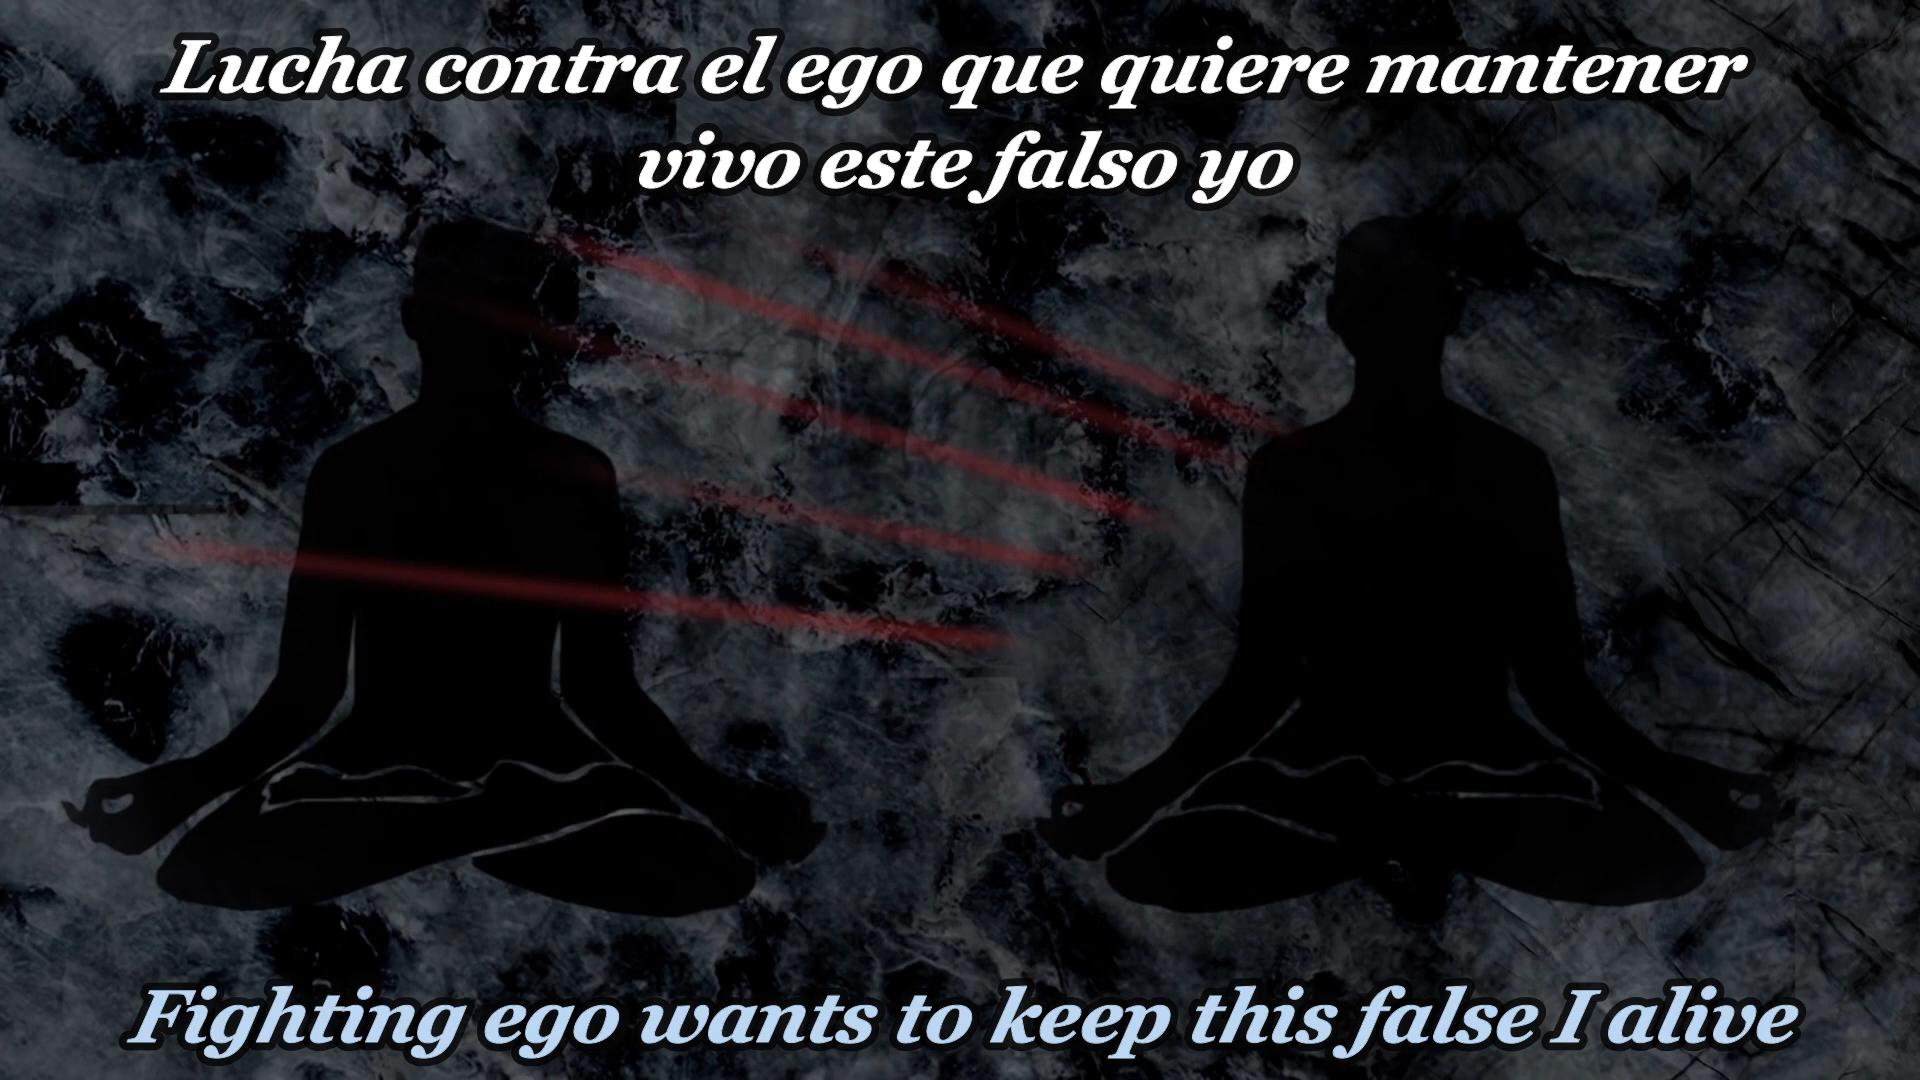 Lucha contra el ego que quiere mantener
vivo este falso yo
Fighting ego wants to keep this false I alive